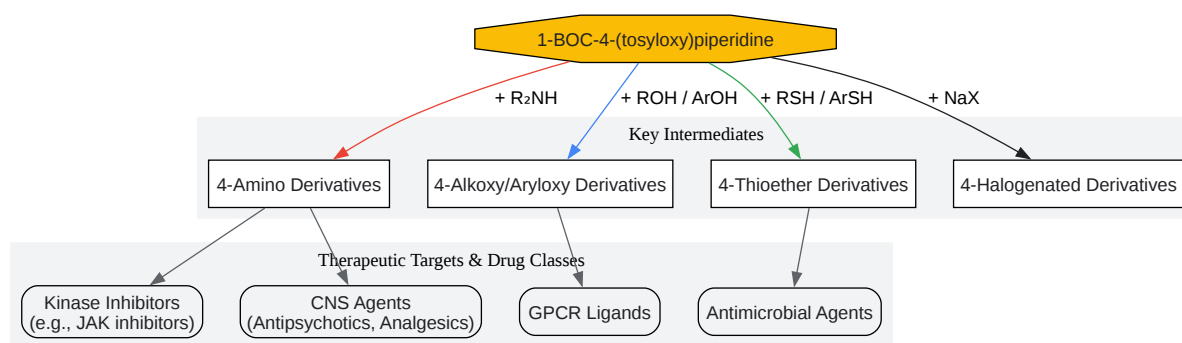 1-BOC-4-(tosyloxy)piperidine
+ R₂NH
+ ROH / ArOH
+ RSH / ArSH
+ NaX
Key Intermediates
4-Amino Derivatives
4-Alkoxy/Aryloxy Derivatives
4-Thioether Derivatives
4-Halogenated Derivatives
Therapeutic Targets & Drug Classes
Kinase Inhibitors
(e.g., JAK inhibitors)
CNS Agents
(Antipsychotics, Analgesics)
GPCR Ligands
Antimicrobial Agents